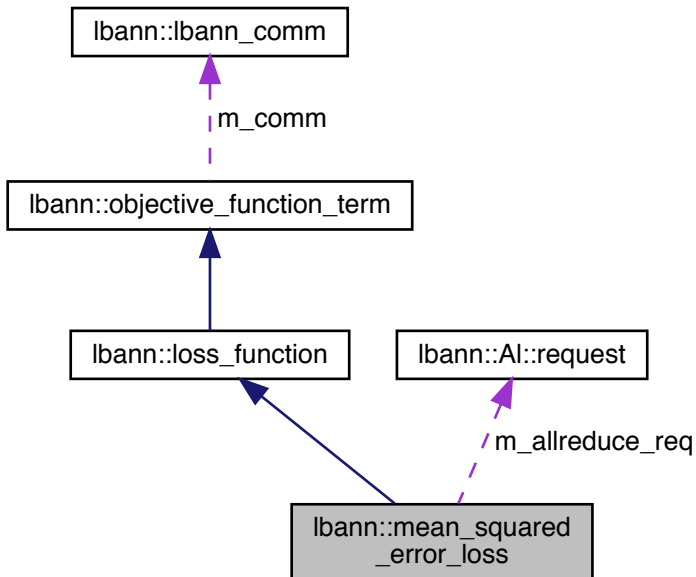 lbann::lbann_comm
m_comm
lbann::objective_function_term
lbann::loss_function
lbann::Al::request
m_allreduce_req
lbann::mean_squared
_error_loss